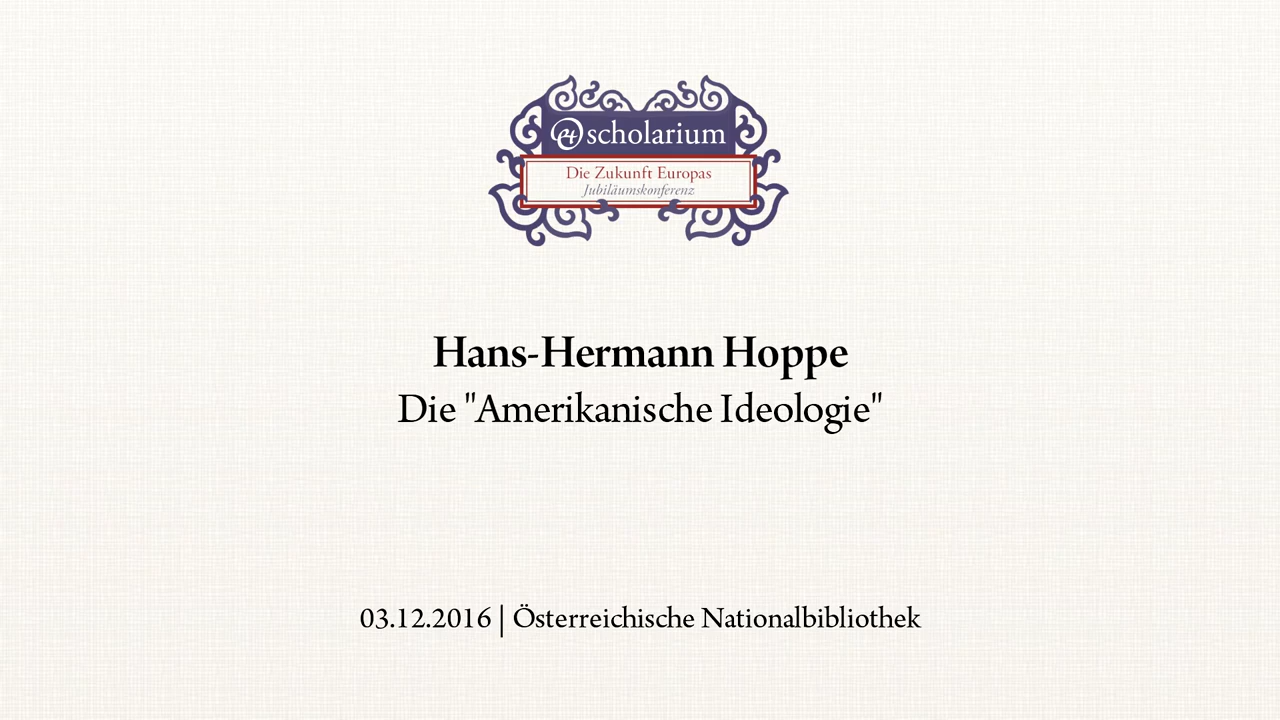 scholarium
Die Zukunft Europas
Jubiläumskonferenz
Hans-Hermann Hoppe
Die "Amerikanische Ideologie"
03.12.2016 | Österreichische Nationalbibliothek